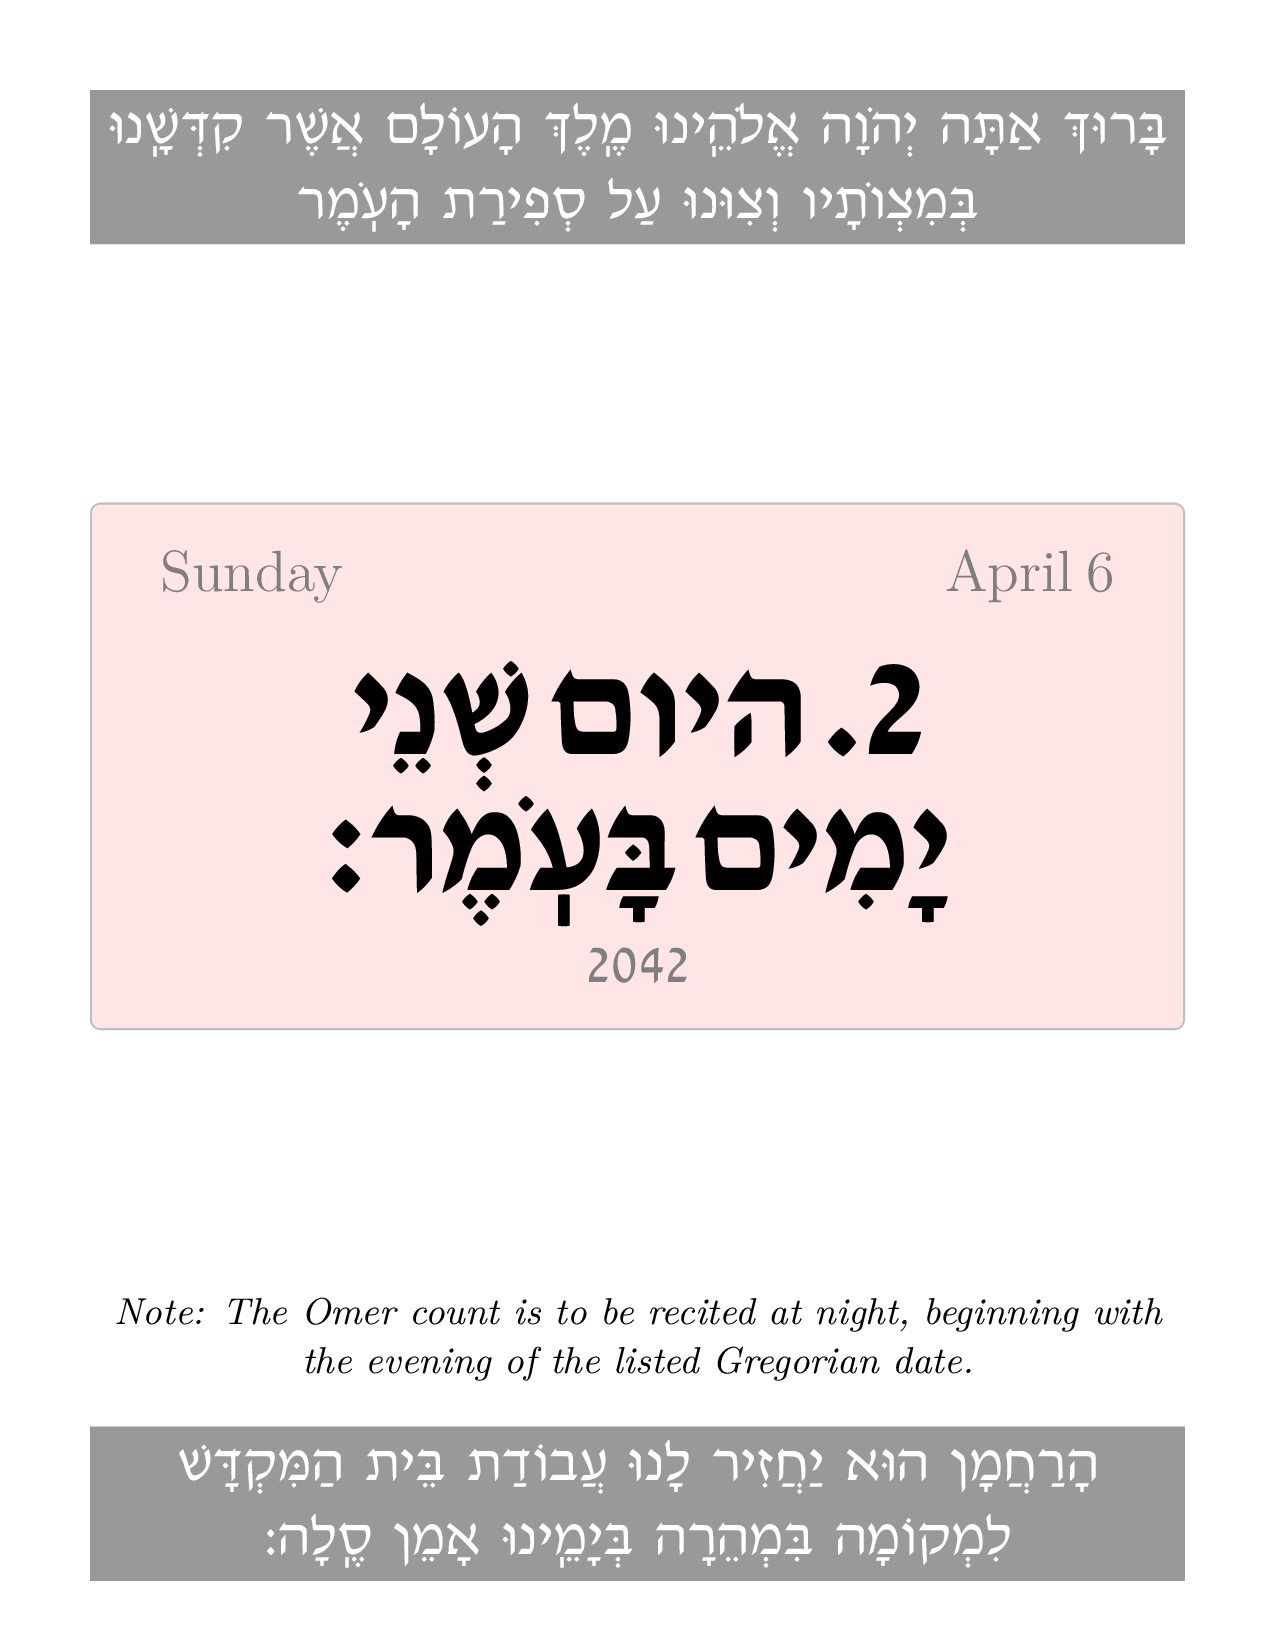 בָּרוּךְ אַתָּה יְהֹוָה אֱלֹהֵֽינוּ מֶֽלֶךְ הָעוֹלָם אֲשֶׁר קִדְּשָֽׁנוּ
בְּמִצְוֹתָיו וְצִוּנוּ עַל סְפִירַת הָעֹֽמֶר
Sunday April 6
2. היום שְׁנֵי
יָמִים בָּעֹֽמֶר:
2042
Note: The Omer count is to be recited at night, beginning with
the evening of the listed Gregorian date.
הָרַחֲמָן הוּא יַחֲזִיר לָנוּ עֲבוֹדַת בֵּית הַמִּקְדָּשׁ
לִמְקוֹמָהּ בִּמְהֵרָה בְּיָמֵֽינוּ אָמֵן סֶֽלָה: